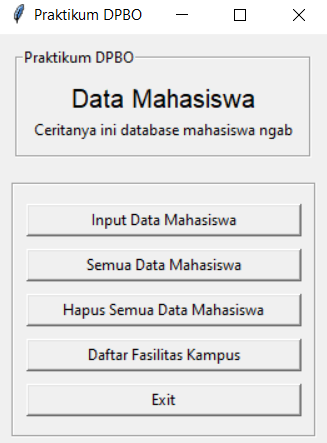 Praktikum DPBO
Praktikum DPBO
Data Mahasiswa
Ceritanya ini database mahasiswa ngab
Input Data Mahasiswa
Semua Data Mahasiswa
Hapus Semua Data Mahasiswa
Daftar Fasilitas Kampus
Exit